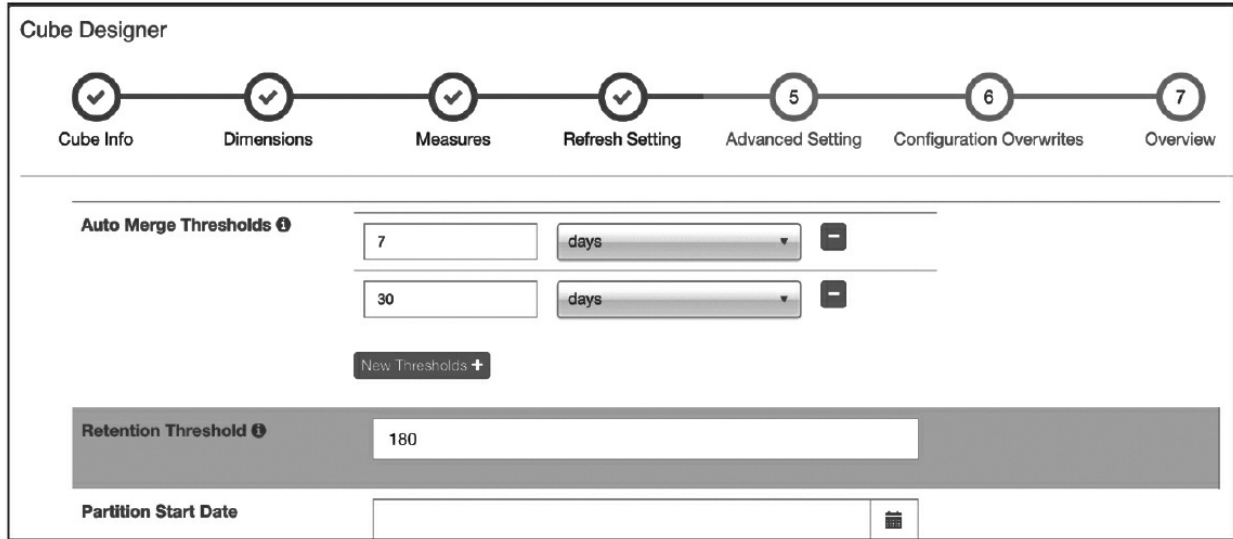 Cube Designer
5 6 7
Cube Info Dimensions Measures Refresh Setting Advanced Setting Configuration Overwrites Overview
Auto Merge Thresholds
7 days
30 days
New Thresholds +
Retention Threshold
180
Partition Start Date